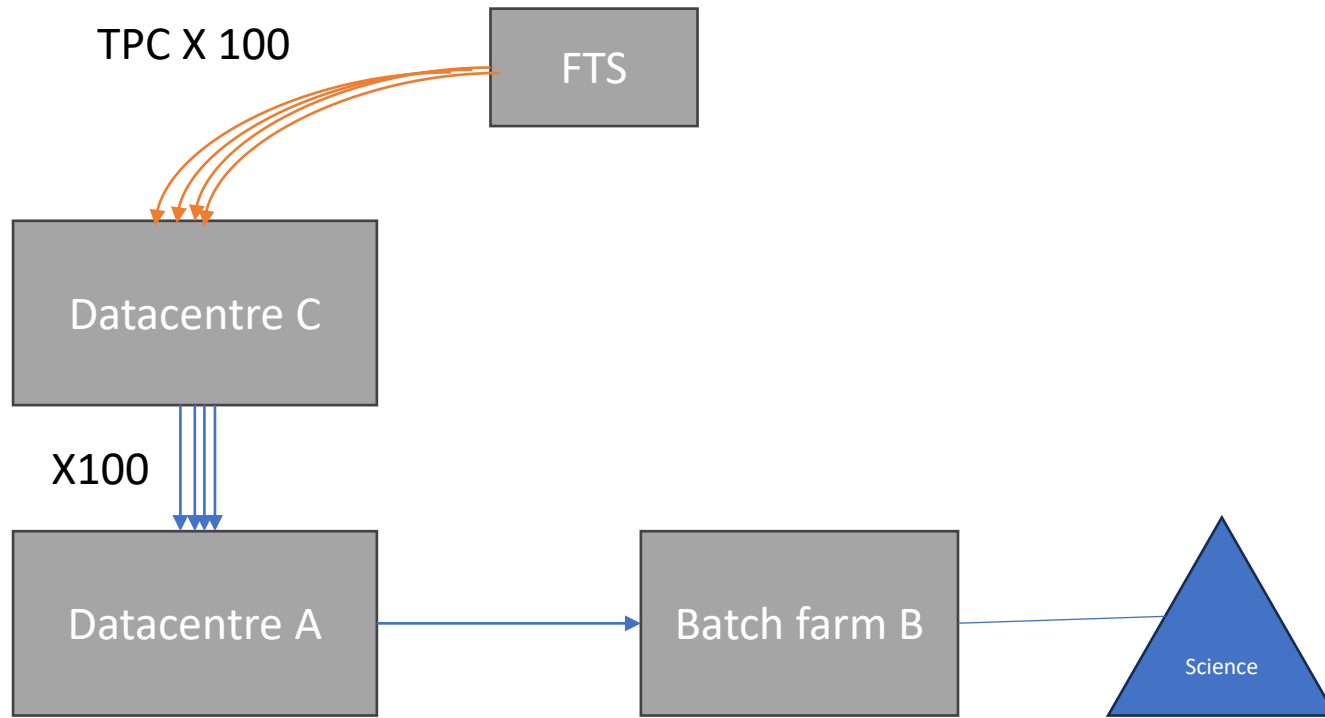 TPC X 100
FTS
Datacentre C
X100
Datacentre A
Batch farm B
Science